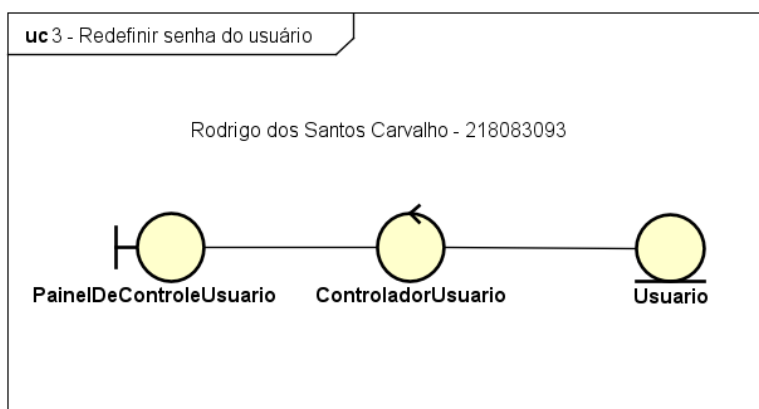 uc 3 - Redefinir senha do usuário
Rodrigo dos Santos Carvalho - 218083093
PainelDeControleUsuario
ControladorUsuario
Usuario